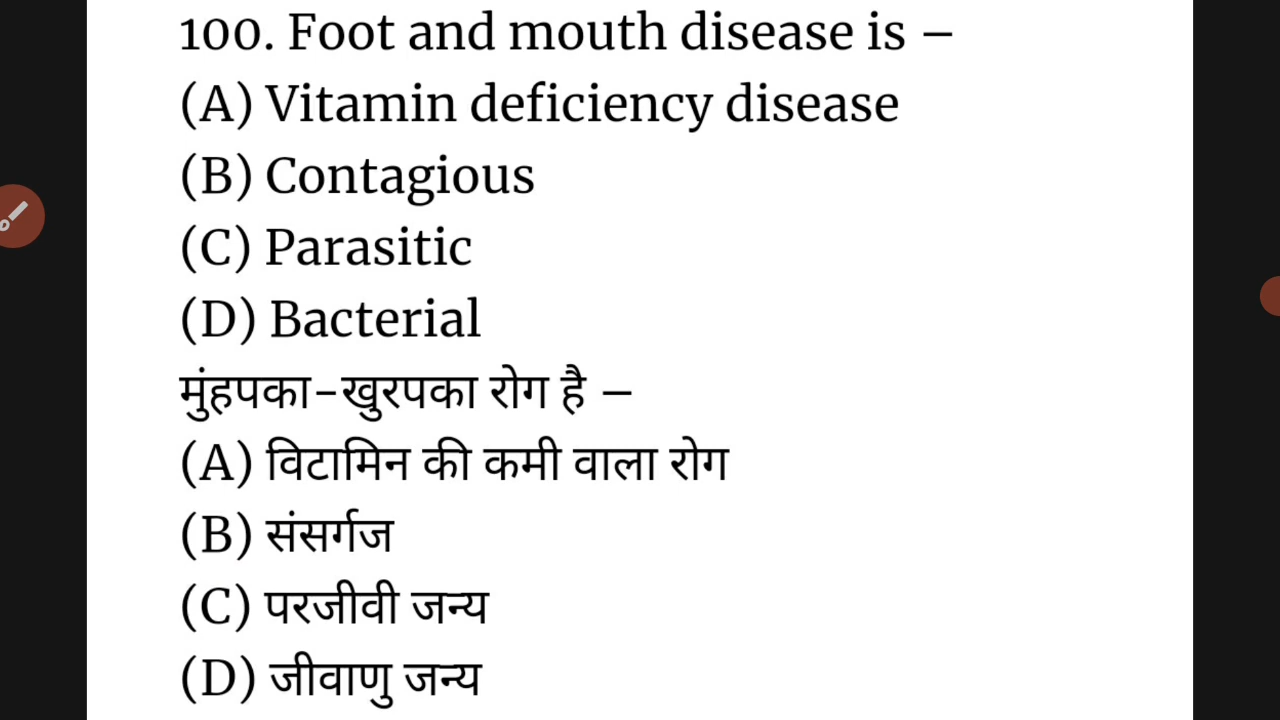 100. Foot and mouth disease is –
(A) Vitamin deficiency disease
(B) Contagious
(C) Parasitic
(D) Bacterial
मुंहपका-खुरपका रोग है –
(A) विटामिन की कमी वाला रोग
(B) संसर्गज
(C) परजीवी जन्य
(D) जीवाणु जन्य